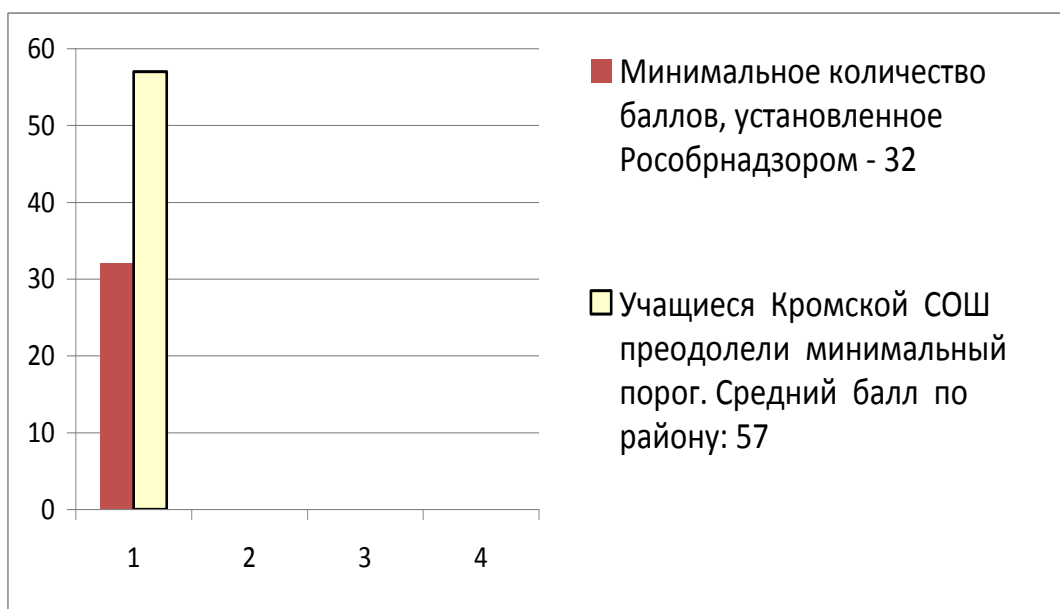 60
50
40
30
20
10
0
1 2 3 4
Минимальное количество
баллов, установленное
Рособрнадзором - 32
Учащиеся Кромской СОШ
преодолели минимальный
порог. Средний балл по
району: 57